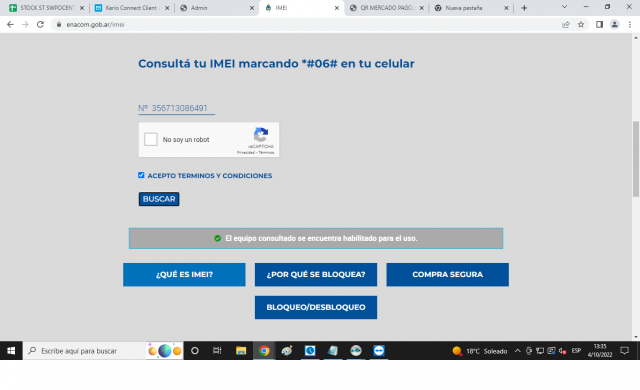 STOCK ST SWPOCENT
Kerio Connect Client -
Admin
IMEI
QR MERCADO PAGO.
Nueva pestaña
enacom.gob.ar/imei
Consultá tu IMEI marcando *#06# en tu celular
Nº 356713086491
No soy un robot
reCAPTCHA
Privacidad • Términos
ACEPTO TERMINOS Y CONDICIONES
BUSCAR
El equipo consultado se encuentra habilitado para el uso.
¿QUÉ ES IMEI?
¿POR QUÉ SE BLOQUEA?
COMPRA SEGURA
BLOQUEO/DESBLOQUEO
Escribe aquí para buscar
18°C Soleado
ESP
13:35
4/10/2022